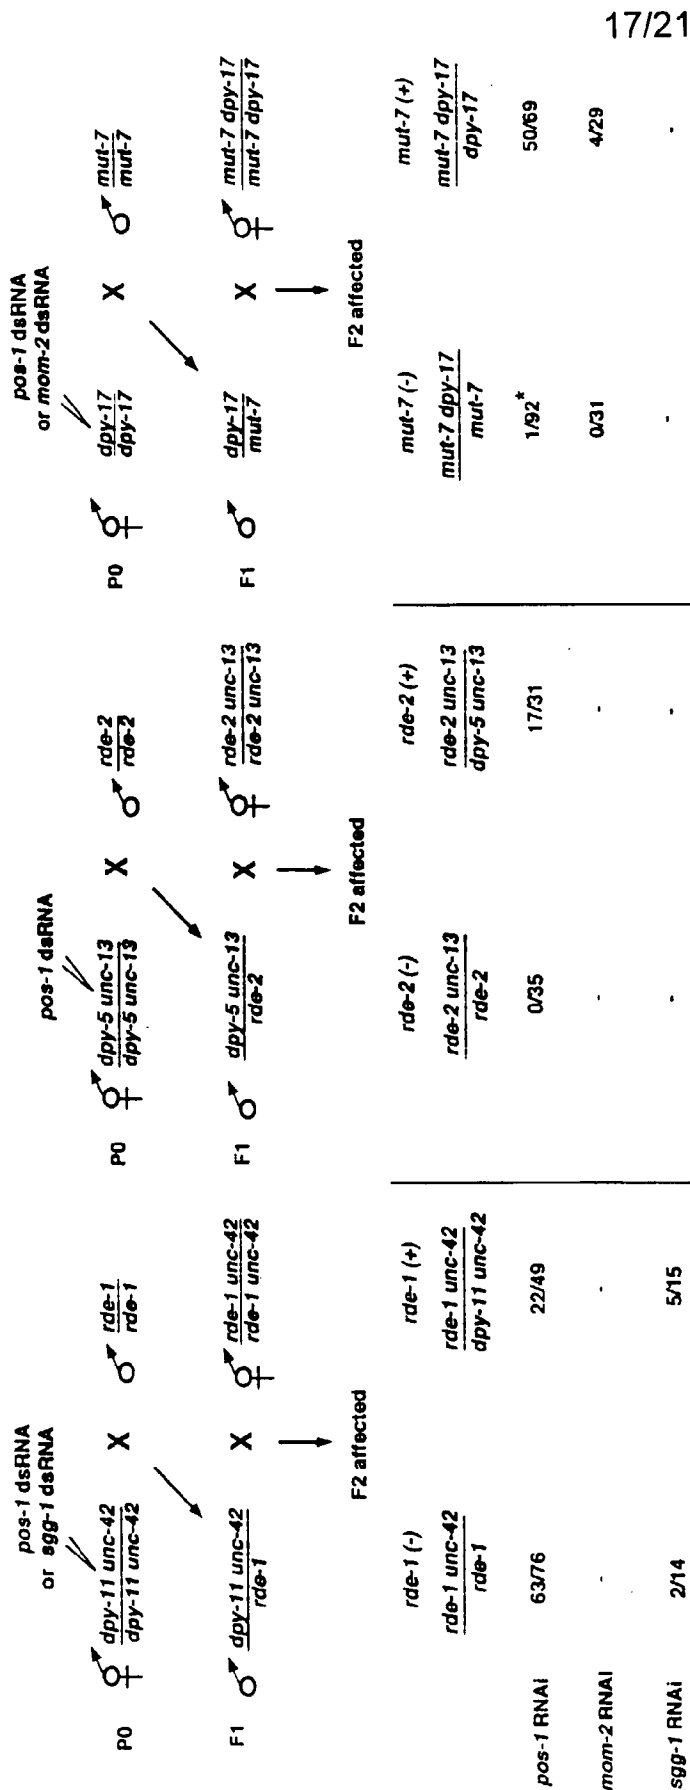 17/21
pos-1 dsRNA
or sgg-1 dsRNA
P0 ⚥ dpy-11 unc-42 X ♂ rde-1
dpy-11 unc-42 rde-1
F1 ♂ dpy-11 unc-42 X ⚥ rde-1 unc-42
rde-1 rde-1 unc-42
F2 affected
pos-1 dsRNA
P0 ⚥ dpy-5 unc-13 X ♂ rde-2
dpy-5 unc-13 rde-2
F1 ♂ dpy-5 unc-13 X ⚥ rde-2 unc-13
rde-2 rde-2 unc-13
F2 affected
pos-1 dsRNA
or mom-2 dsRNA
P0 ⚥ dpy-17 X ♂ mut-7
dpy-17 mut-7
F1 ♂ dpy-17 X ⚥ mut-7 dpy-17
mut-7 mut-7 dpy-17
F2 affected
rde-1 (-) rde-1 (+) rde-2 (-) rde-2 (+) mut-7 (-) mut-7 (+)
rde-1 unc-42 rde-1 unc-42 rde-2 unc-13 rde-2 unc-13 mut-7 dpy-17 mut-7 dpy-17
rde-1 dpy-11 unc-42 rde-2 dpy-5 unc-13 mut-7 dpy-17
pos-1 RNAi 63/76 22/49 0/35 17/31 1/92* 50/69
mom-2 RNAi - - - - 0/31 4/29
sgg-1 RNAi 2/14 5/15 - - - -